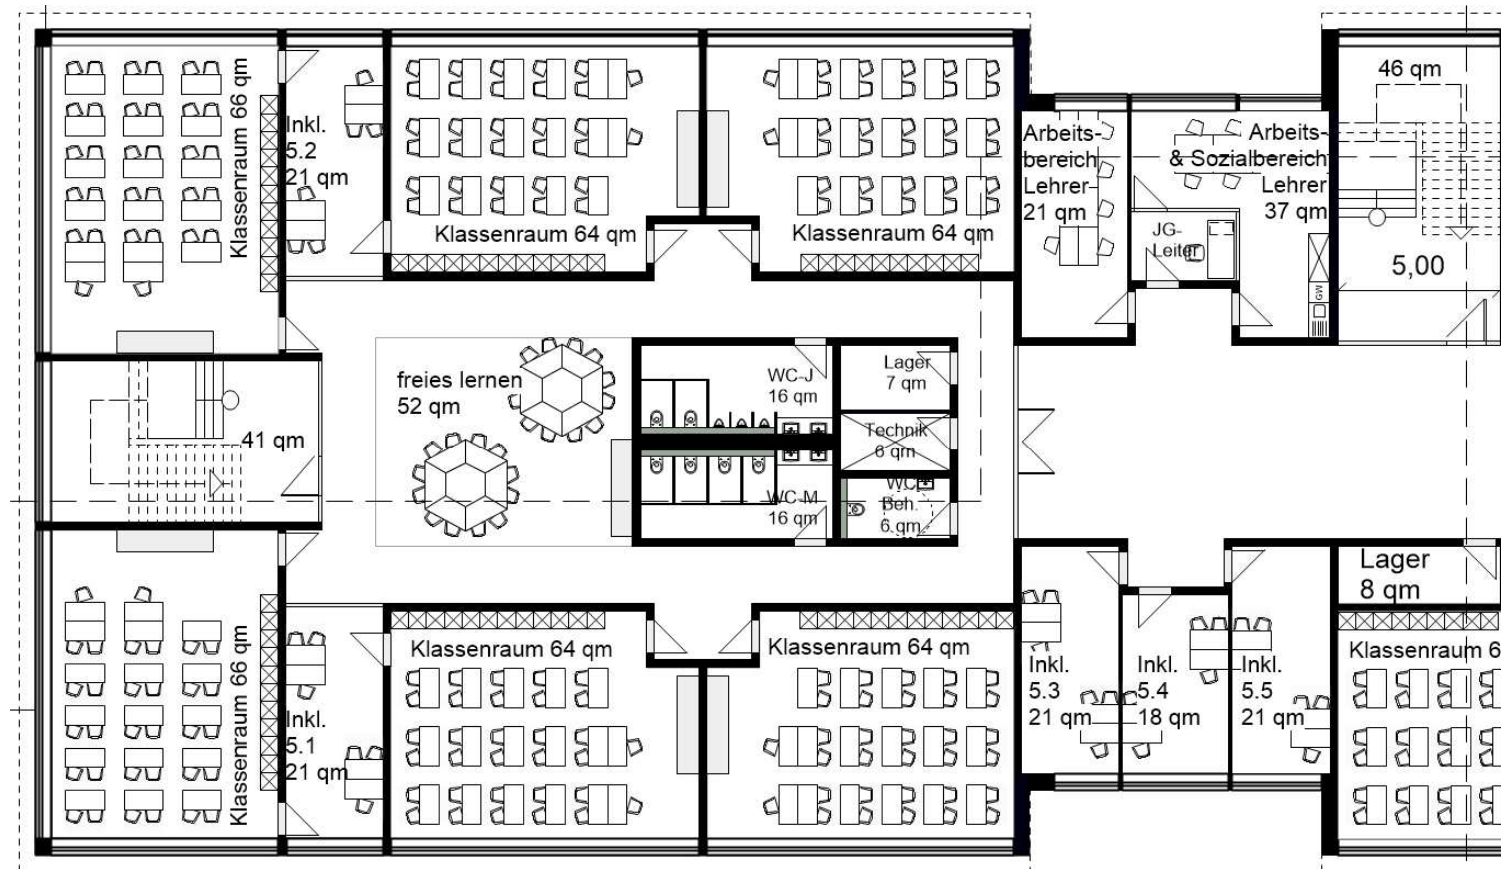 Klassenraum 66 qm
Inkl.
5.2
21 qm
Klassenraum 64 qm
Klassenraum 64 qm
Arbeits-
bereich
Lehrer
21 qm
Arbeits-
& Sozialbereich
Lehrer
37 qm
JG-
Leiter
GW
46 qm
5,00
41 qm
freies lernen
52 qm
WC-J
16 qm
Lager
7 qm
Technik
6 qm
WC-M
16 qm
WC
Beh.
6 qm
Klassenraum 66 qm
Inkl.
5.1
21 qm
Klassenraum 64 qm
Klassenraum 64 qm
Inkl.
5.3
21 qm
Inkl.
5.4
18 qm
Inkl.
5.5
21 qm
Lager
8 qm
Klassenraum 6